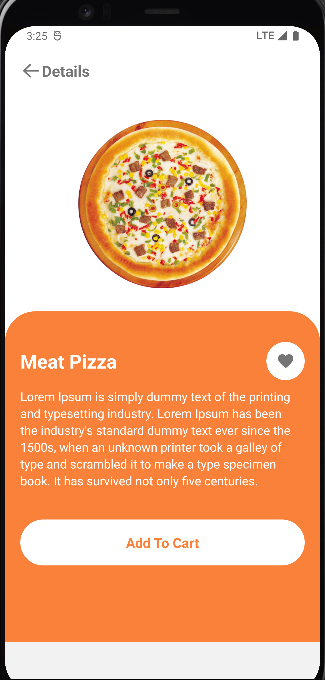 3:25 LTE
Details
Meat Pizza
Lorem Ipsum is simply dummy text of the printing
and typesetting industry. Lorem Ipsum has been
the industry's standard dummy text ever since the
1500s, when an unknown printer took a galley of
type and scrambled it to make a type specimen
book. It has survived not only five centuries.
Add To Cart